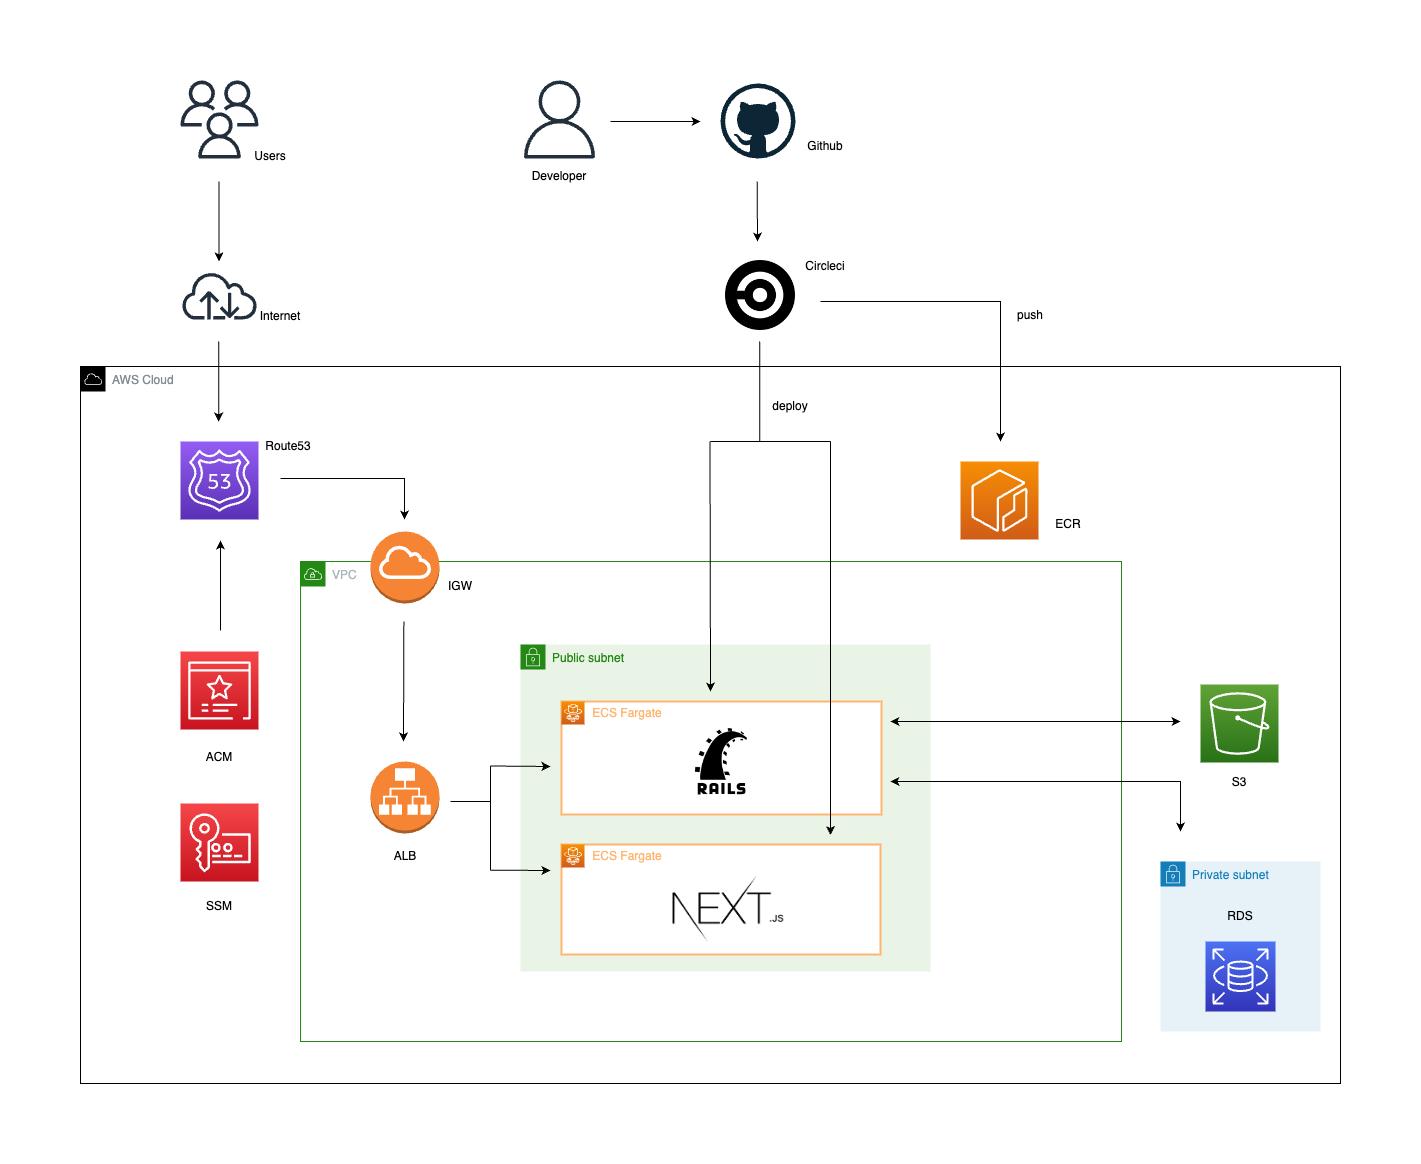 Users
Developer
Github
Internet
Circleci
push
AWS Cloud
deploy
Route53
53
ECR
VPC
IGW
Public subnet
ECS Fargate
RAILS
ACM
S3
ALB
ECS Fargate
NEXT.JS
SSM
Private subnet
RDS